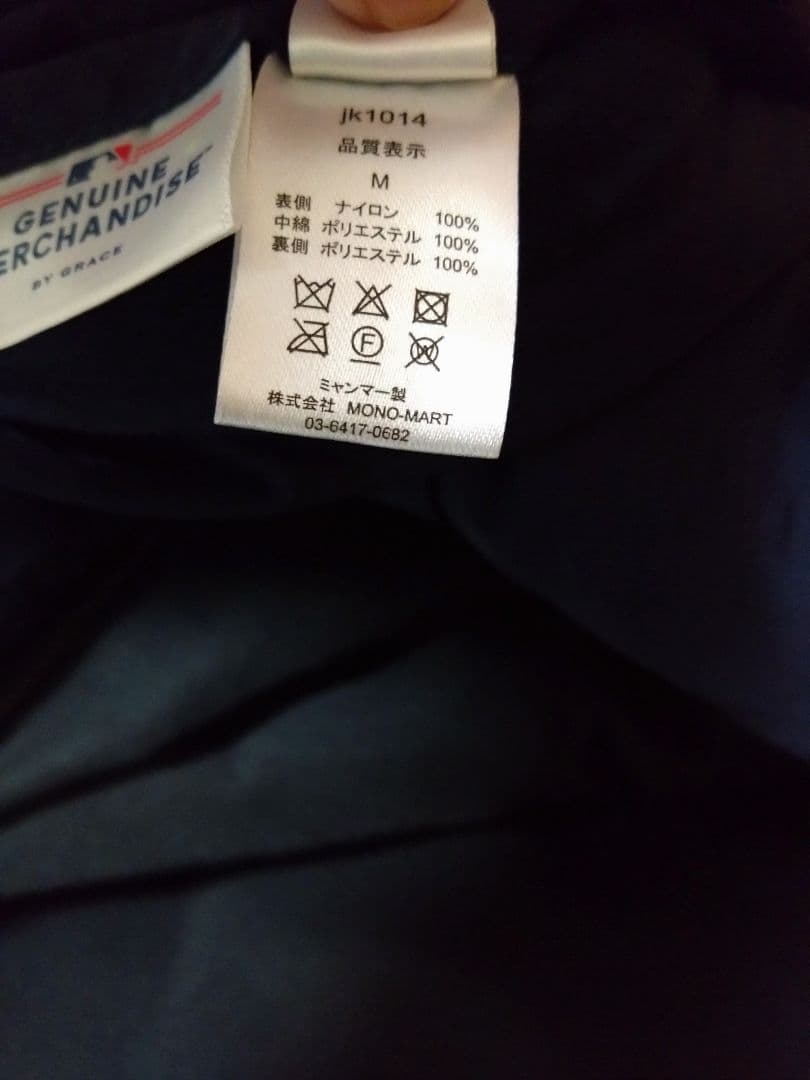 GENUINE
ERCHANDISE™
BY GRACE
jk1014
品質表示
M
表側 ナイロン 100%
中綿 ポリエステル 100%
裏側 ポリエステル 100%
F
W
ミャンマー製
株式会社 MONO-MART
03-6417-0682